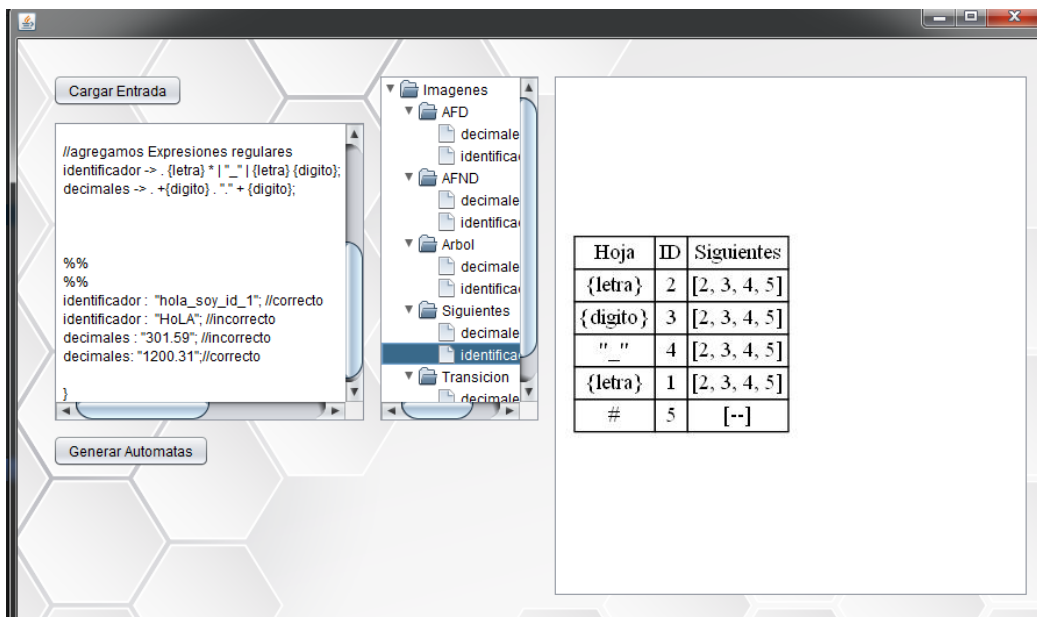 Cargar Entrada
//agregamos Expresiones regulares
identificador -> . {letra} * | "_" | {letra} {digito};
decimales -> . +{digito} . "." + {digito};
%%
%%
identificador : "hola_soy_id_1"; //correcto
identificador : "HoLA"; //incorrecto
decimales : "301.59"; //incorrecto
decimales: "1200.31";//correcto
}
Generar Automatas
Imagenes
AFD
decimale
identifica
AFND
decimale
identifica
Arbol
decimale
identifica
Siguientes
decimale
identifica
Transicion
decimale
Hoja ID Siguientes
{letra} 2 [2, 3, 4, 5]
{digito} 3 [2, 3, 4, 5]
"_" 4 [2, 3, 4, 5]
{letra} 1 [2, 3, 4, 5]
# 5 [--]